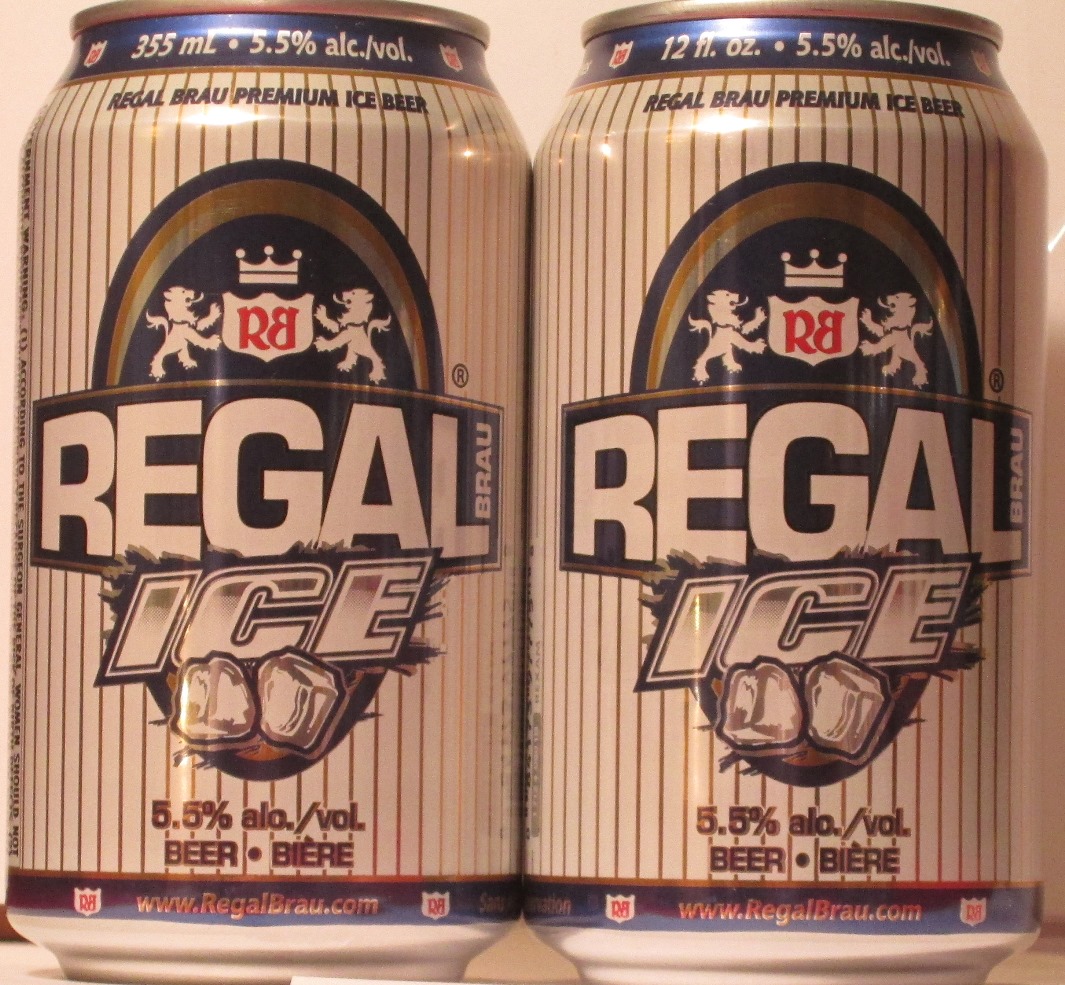 355 mL • 5.5% alc./vol.
REGAL BRAU PREMIUM ICE BEER
RB
®
REGAL
BRAU
ICE
5.5% alc./vol.
BEER • BIÈRE
RB www.RegalBrau.com RB
WARNING: (1) ACCORDING TO THE SURGEON GENERAL, WOMEN SHOULD NOT
12 fl. oz. • 5.5% alc./vol.
REGAL BRAU PREMIUM ICE BEER
RB
®
REGAL
BRAU
ICE
5.5% alc./vol.
BEER • BIÈRE
RB www.RegalBrau.com RB